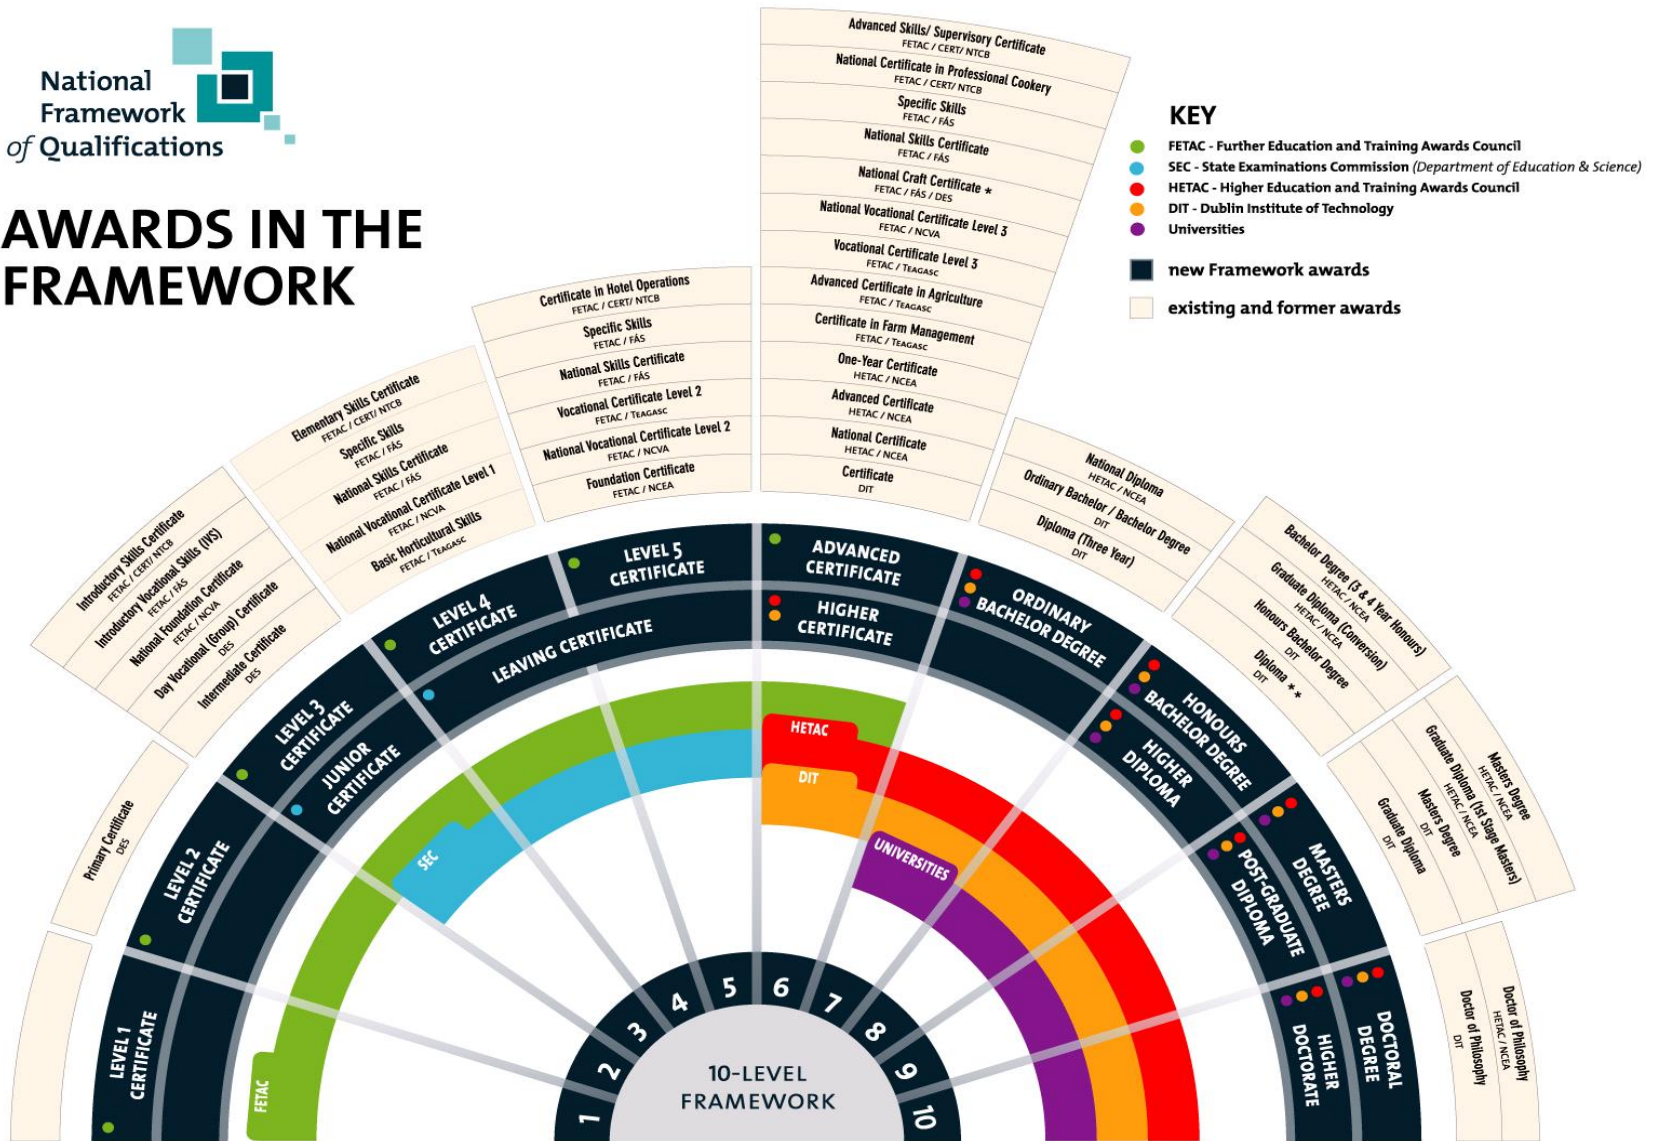 National
Framework
of Qualifications
AWARDS IN THE
FRAMEWORK
KEY
FETAC - Further Education and Training Awards Council
SEC - State Examinations Commission (Department of Education & Science)
HETAC - Higher Education and Training Awards Council
DIT - Dublin Institute of Technology
Universities
new Framework awards
existing and former awards
Primary Certificate
DES
Introductory Skills Certificate
FETAC / CERT/ NTCB
Introductory Vocational Skills (IVS)
FETAC / FÁS
National Foundation Certificate
FETAC / NCVA
Day Vocational (Group) Certificate
DES
Intermediate Certificate
DES
Elementary Skills Certificate
FETAC / CERT/ NTCB
Specific Skills
FETAC / FÁS
National Skills Certificate
FETAC / FÁS
National Vocational Certificate Level 1
FETAC / NCVA
Basic Horticultural Skills
FETAC / TEAGASC
Certificate in Hotel Operations
FETAC / CERT/ NTCB
Specific Skills
FETAC / FÁS
National Skills Certificate
FETAC / FÁS
Vocational Certificate Level 2
FETAC / TEAGASC
National Vocational Certificate Level 2
FETAC / NCVA
Foundation Certificate
FETAC / NCEA
Advanced Skills/ Supervisory Certificate
FETAC / CERT/ NTCB
National Certificate in Professional Cookery
FETAC / CERT/ NTCB
Specific Skills
FETAC / FÁS
National Skills Certificate
FETAC / FÁS
National Craft Certificate *
FETAC / FÁS / DES
National Vocational Certificate Level 3
FETAC / NCVA
Vocational Certificate Level 3
FETAC / TEAGASC
Advanced Certificate in Agriculture
FETAC / TEAGASC
Certificate in Farm Management
FETAC / TEAGASC
One-Year Certificate
HETAC / NCEA
Advanced Certificate
HETAC / NCEA
National Certificate
HETAC / NCEA
Certificate
DIT
National Diploma
HETAC / NCEA
Ordinary Bachelor / Bachelor Degree
DIT
Diploma (Three Year)
DIT
Bachelor Degree (3 & 4 Year Honours)
HETAC / NCEA
Graduate Diploma (Conversion)
HETAC / NCEA
Honours Bachelor Degree
DIT
Diploma **
DIT
Masters Degree
HETAC / NCEA
Graduate Diploma (1st Stage Masters)
HETAC / NCEA
Masters Degree
DIT
Graduate Diploma
DIT
Doctor of Philosophy
HETAC / NCEA
Doctor of Philosophy
DIT
LEVEL 1
CERTIFICATE
LEVEL 2
CERTIFICATE
LEVEL 3
CERTIFICATE
JUNIOR
CERTIFICATE
LEVEL 4
CERTIFICATE
LEVEL 5
CERTIFICATE
LEAVING CERTIFICATE
ADVANCED
CERTIFICATE
HIGHER
CERTIFICATE
ORDINARY
BACHELOR DEGREE
HONOURS
BACHELOR DEGREE
HIGHER
DIPLOMA
MASTERS
DEGREE
POST-GRADUATE
DIPLOMA
DOCTORAL
DEGREE
HIGHER
DOCTORATE
FETAC
SEC
HETAC
DIT
UNIVERSITIES
1
2
3
4
5
6
7
8
9
10
10-LEVEL
FRAMEWORK